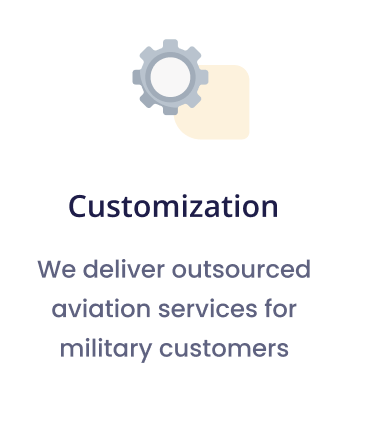 Customization
We deliver outsourced
aviation services for
military customers